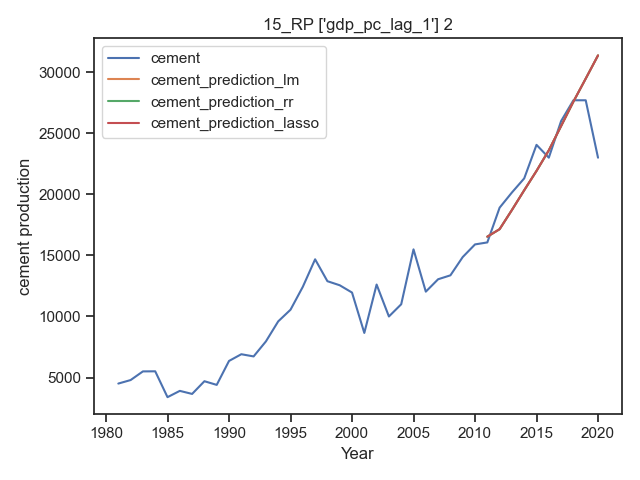 15_RP ['gdp_pc_lag_1'] 2
cement
cement_prediction_lm
cement_prediction_rr
cement_prediction_lasso
cement production
30000
25000
20000
15000
10000
5000
1980 1985 1990 1995 2000 2005 2010 2015 2020
Year